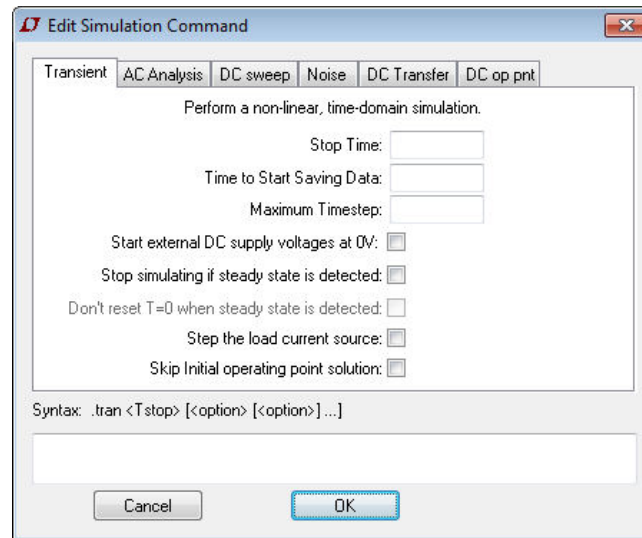 Edit Simulation Command
Transient AC Analysis DC sweep Noise DC Transfer DC op pnt
Perform a non-linear, time-domain simulation.
Stop Time:
Time to Start Saving Data:
Maximum Timestep:
Start external DC supply voltages at 0V:
Stop simulating if steady state is detected:
Don't reset T=0 when steady state is detected:
Step the load current source:
Skip Initial operating point solution:
Syntax: .tran <Tstop> [<option> [<option>] ...]
Cancel OK